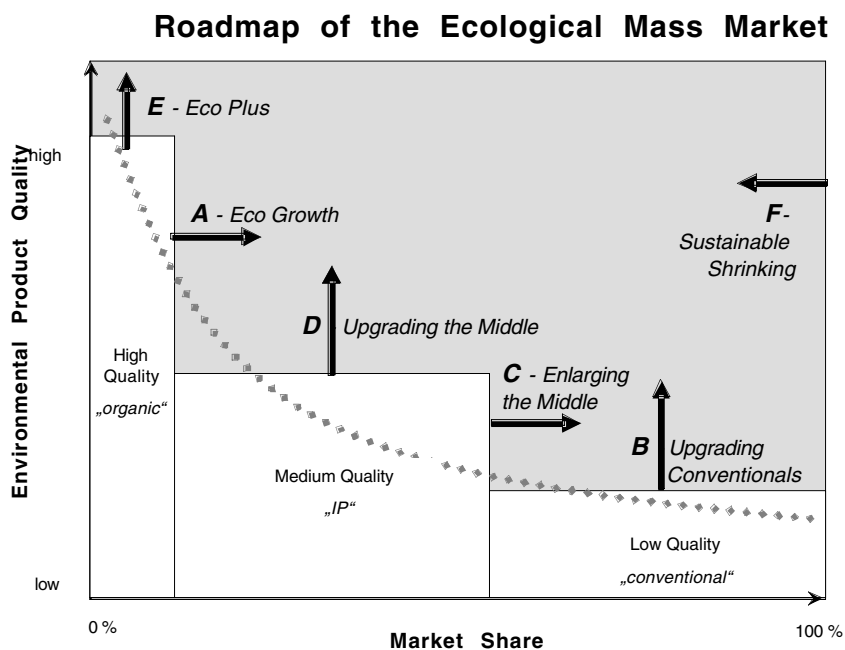 Roadmap of the Ecological Mass Market
Environmental Product Quality
high
low
E - Eco Plus
A - Eco Growth
F-
Sustainable
Shrinking
D Upgrading the Middle
C - Enlarging
the Middle
B Upgrading
Conventionals
High
Quality
„organic“
Medium Quality
„IP“
Low Quality
„conventional“
0 %
100 %
Market Share